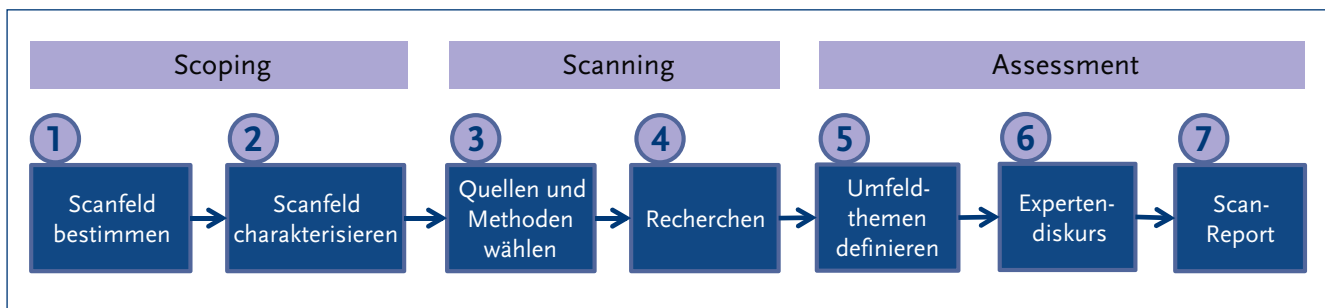 Scoping
Scanning
Assessment
1
2
3
4
5
6
7
Scanfeld
bestimmen
Scanfeld
charakterisieren
Quellen und
Methoden
wählen
Recherchen
Umfeld-
themen
definieren
Experten-
diskurs
Scan-
Report